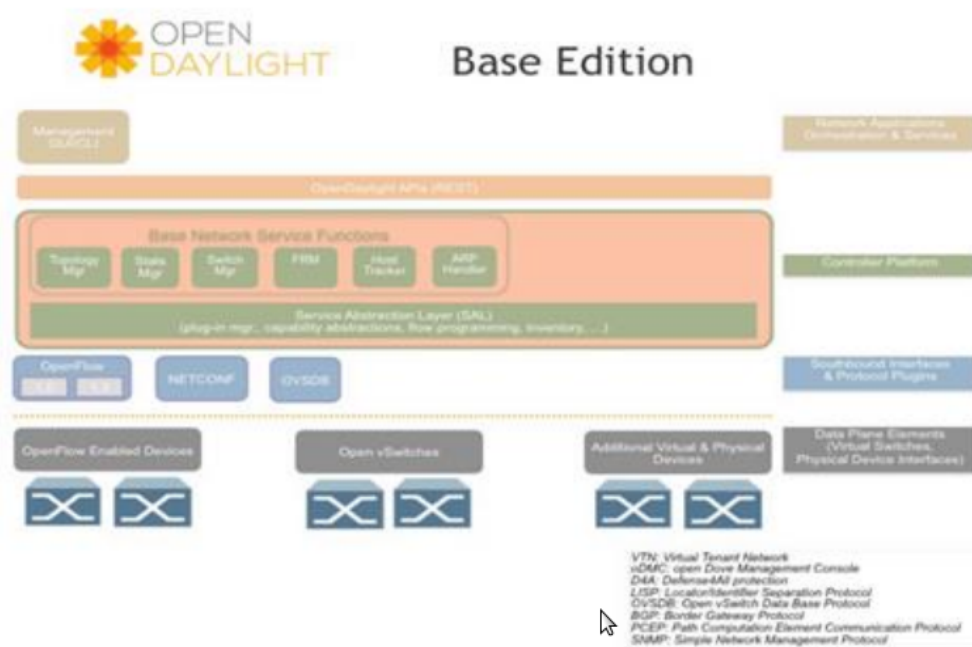 OPEN
DAYLIGHT
Base Edition
Management
GUI/CLI
Network Applications
Orchestration & Services
OpenDaylight APIs (REST)
Base Network Service Functions
Topology
Mgr
Stats
Mgr
Switch
Mgr
FRM
Host
Tracker
ARP
Handler
Controller Platform
Service Abstraction Layer (SAL)
(plug-in mgr., capability abstractions, flow programming, inventory, ...)
OpenFlow
NETCONF
OVSDB
Southbound Interfaces
& Protocol Plugins
OpenFlow Enabled Devices
Open vSwitches
Additional Virtual & Physical
Devices
Data Plane Elements
(Virtual Switches,
Physical Device Interfaces)
VTN: Virtual Tenant Network
oDMC: open Dove Management Console
D4A: Defense4All protection
LISP: Locator/Identifier Separation Protocol
OVSDB: Open vSwitch Data Base Protocol
BGP: Border Gateway Protocol
PCEP: Path Computation Element Communication Protocol
SNMP: Simple Network Management Protocol